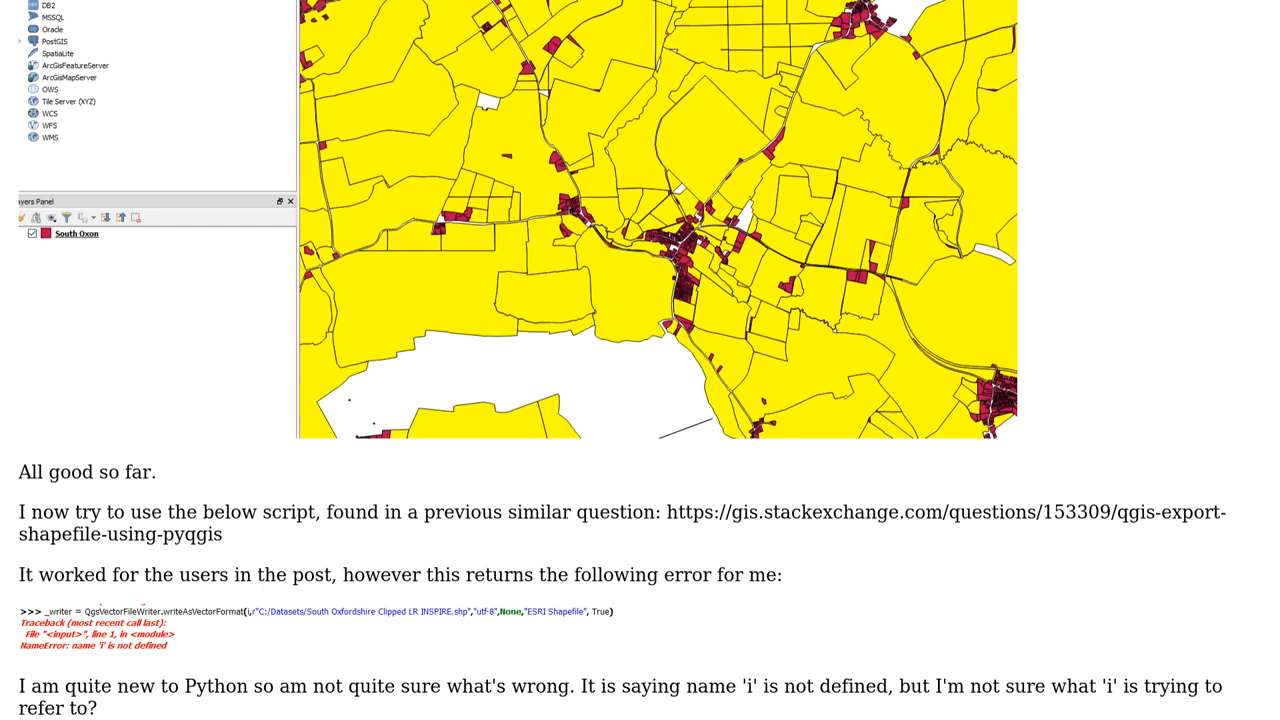 DB2
MSSQL
Oracle
PostGIS
SpatiaLite
ArcGisFeatureServer
ArcGisMapServer
OWS
Tile Server (XYZ)
WCS
WFS
WMS
ayers Panel
South Oxon
All good so far.
I now try to use the below script, found in a previous similar question: https://gis.stackexchange.com/questions/153309/qgis-export-
shapefile-using-pyqgis
It worked for the users in the post, however this returns the following error for me:
>>> _writer = QgsVectorFileWriter.writeAsVectorFormat(i,r"C:/Datasets/South Oxfordshire Clipped LR INSPIRE.shp","utf-8",None,"ESRI Shapefile", True)
Traceback (most recent call last):
File "<input>", line 1, in <module>
NameError: name 'i' is not defined
I am quite new to Python so am not quite sure what's wrong. It is saying name 'i' is not defined, but I'm not sure what 'i' is trying to
refer to?